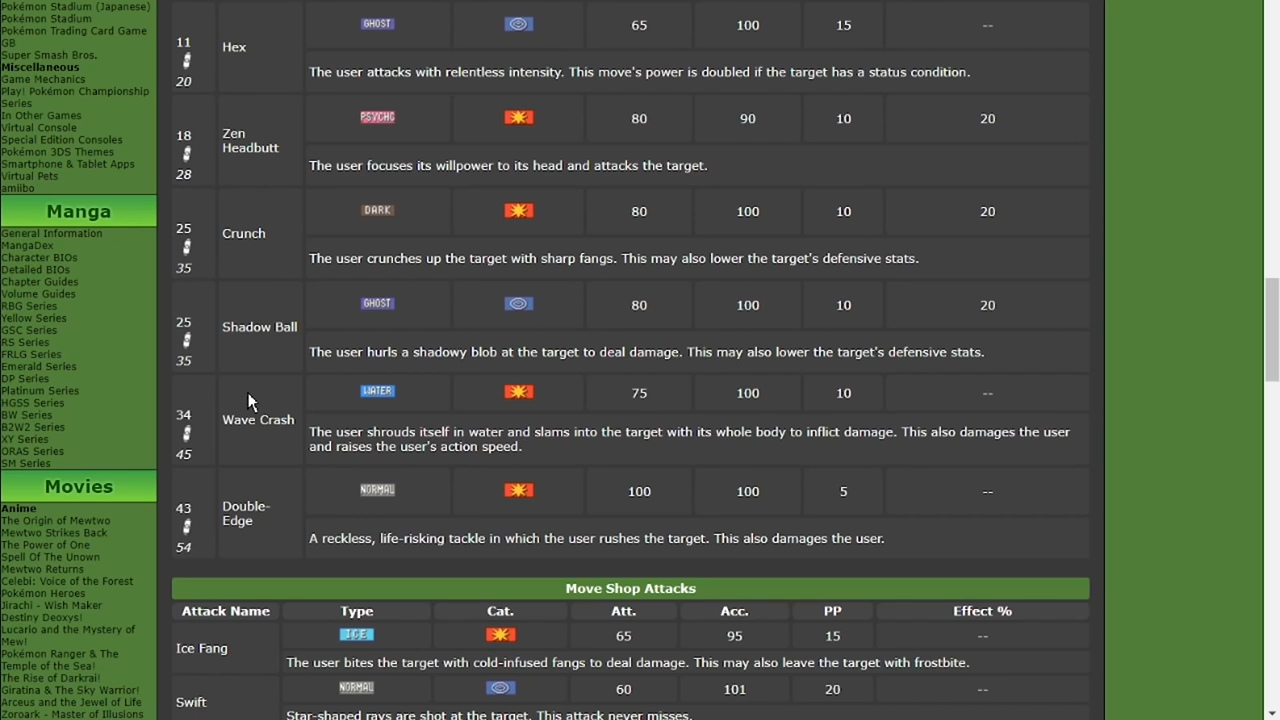 Pokémon Stadium (Japanese)
Pokémon Stadium
Pokémon Trading Card Game
GB
Super Smash Bros.
Miscellaneous
Game Mechanics
Play! Pokémon Championship
Series
In Other Games
Virtual Console
Special Edition Consoles
Pokémon 3DS Themes
Smartphone & Tablet Apps
Virtual Pets
amiibo
Manga
General Information
MangaDex
Character BIOs
Detailed BIOs
Chapter Guides
Volume Guides
RBG Series
Yellow Series
GSC Series
RS Series
FRLG Series
Emerald Series
DP Series
Platinum Series
HGSS Series
BW Series
B2W2 Series
XY Series
ORAS Series
SM Series
Movies
Anime
The Origin of Mewtwo
Mewtwo Strikes Back
The Power of One
Spell Of The Unown
Mewtwo Returns
Celebi: Voice of the Forest
Pokémon Heroes
Jirachi - Wish Maker
Destiny Deoxys!
Lucario and the Mystery of
Mew!
Pokémon Ranger & The
Temple of the Sea!
The Rise of Darkrai!
Giratina & The Sky Warrior!
Arceus and the Jewel of Life
Zoroark - Master of Illusions
11
20
Hex
GHOST 65 100 15 --
The user attacks with relentless intensity. This move's power is doubled if the target has a status condition.
18
28
Zen
Headbutt
PSYCHC 80 90 10 20
The user focuses its willpower to its head and attacks the target.
25
35
Crunch
DARK 80 100 10 20
The user crunches up the target with sharp fangs. This may also lower the target's defensive stats.
25
35
Shadow Ball
GHOST 80 100 10 20
The user hurls a shadowy blob at the target to deal damage. This may also lower the target's defensive stats.
34
45
Wave Crash
WATER 75 100 10 --
The user shrouds itself in water and slams into the target with its whole body to inflict damage. This also damages the user
and raises the user's action speed.
43
54
Double-
Edge
NORMAL 100 100 5 --
A reckless, life-risking tackle in which the user rushes the target. This also damages the user.
Move Shop Attacks
Attack Name Type Cat. Att. Acc. PP Effect %
Ice Fang
ICE 65 95 15 --
The user bites the target with cold-infused fangs to deal damage. This may also leave the target with frostbite.
Swift
NORMAL 60 101 20 --
Star-shaped rays are shot at the target. This attack never misses.